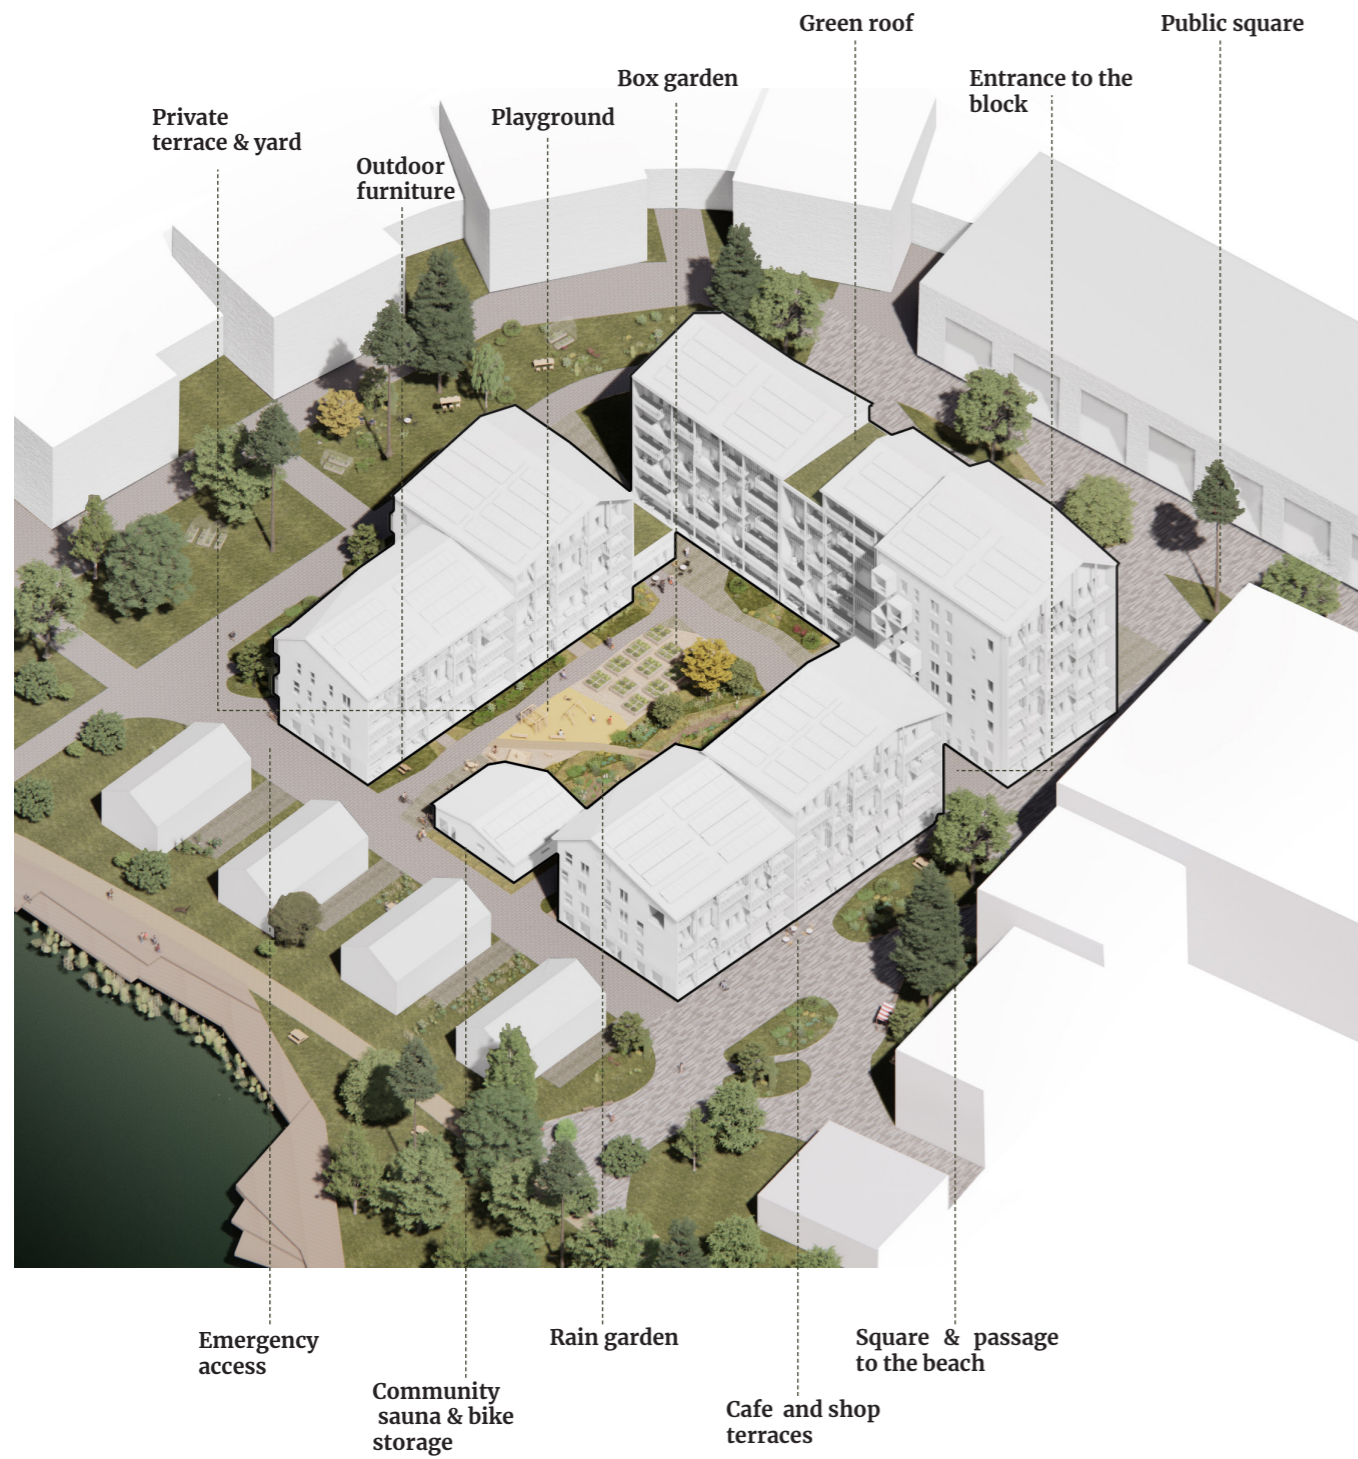 Green roof
Public square
Box garden
Entrance to the
block
Private
terrace & yard
Playground
Outdoor
furniture
Emergency
access
Rain garden
Square & passage
to the beach
Community
sauna & bike
storage
Cafe and shop
terraces